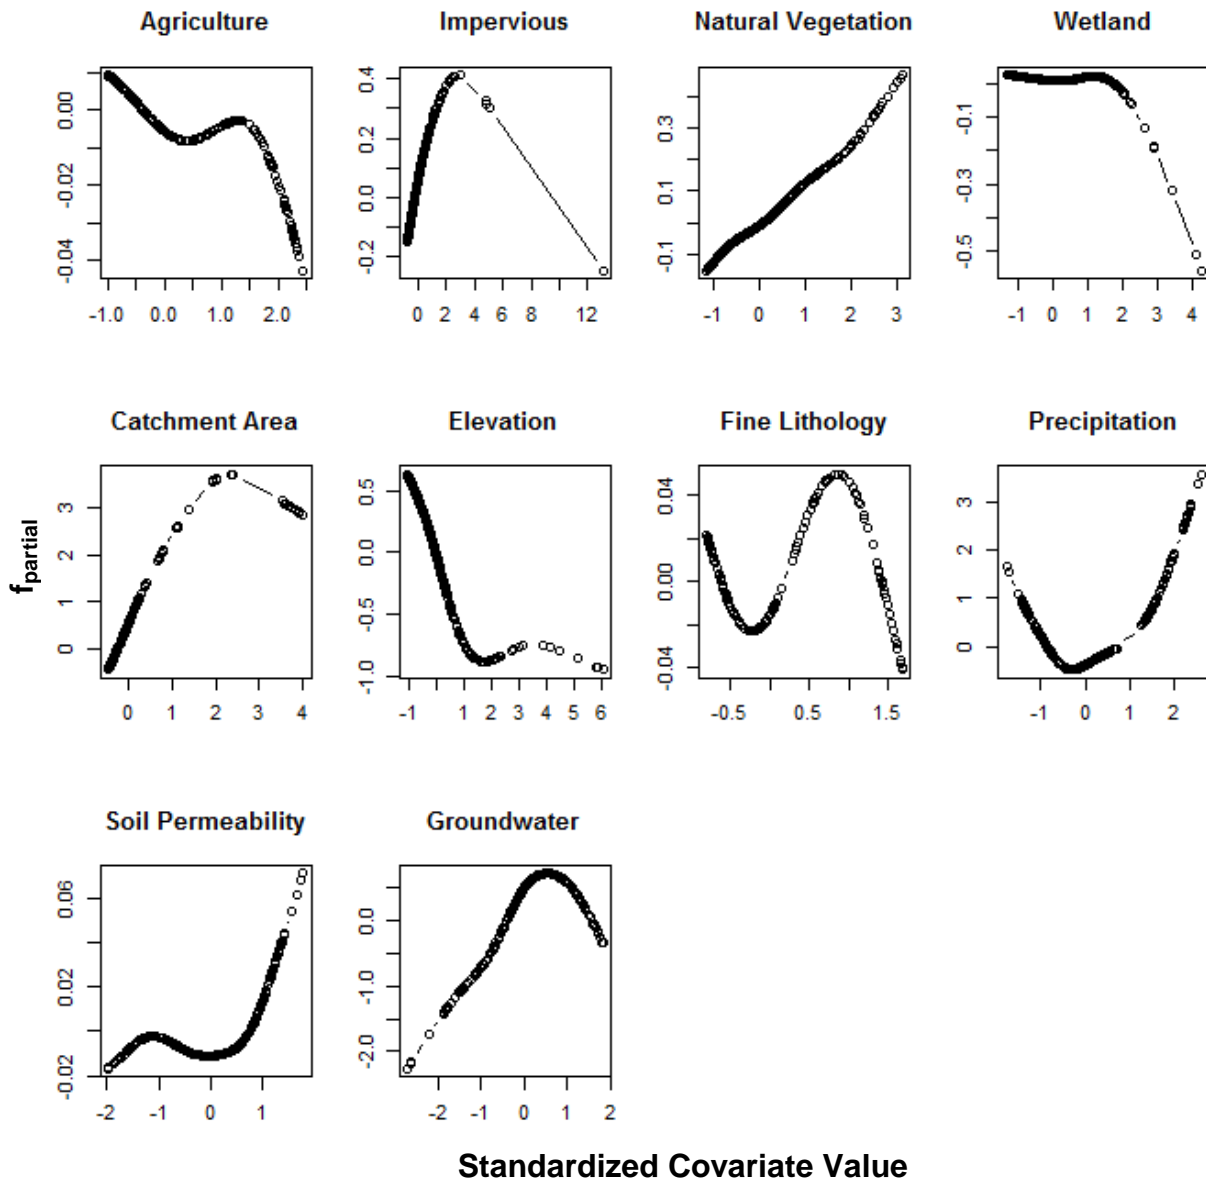 Agriculture Impervious Natural Vegetation Wetland
0.00 -0.02 -0.04
-1.0 0.0 1.0 2.0
0.4 0.2 0.0 -0.2
0 2 4 6 8 12
0.3 0.1 -0.1
-1 0 1 2 3
-0.1 -0.3 -0.5
-1 0 1 2 3 4
Catchment Area Elevation Fine Lithology Precipitation
fpartial
3 2 1 0
0 1 2 3 4
0.5 0.0 -0.5 -1.0
-1 0 1 2 3 4 5 6
0.04 0.00 -0.04
-0.5 0.5 1.5
3 2 1 0
-1 0 1 2
Soil Permeability Groundwater
0.06 0.02 -0.02
-2 -1 0 1
0.0 -1.0 -2.0
-2 -1 0 1 2
Standardized Covariate Value